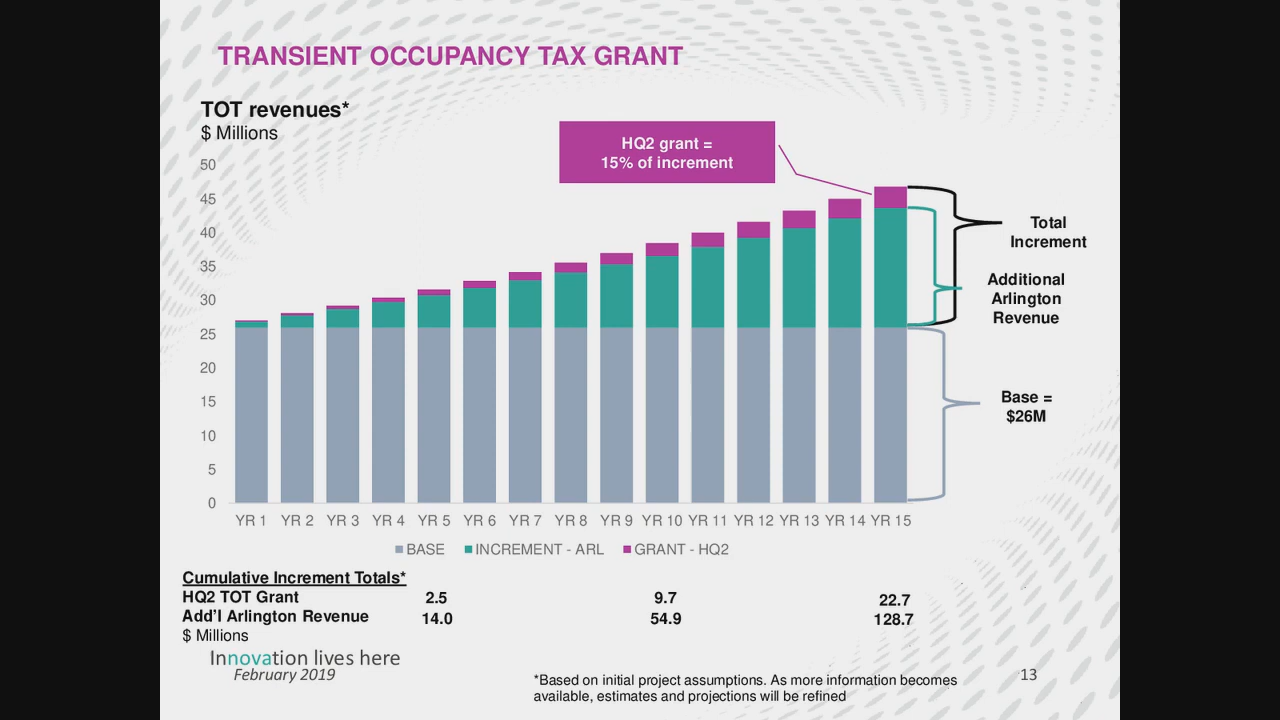 TRANSIENT OCCUPANCY TAX GRANT
TOT revenues*
$ Millions
HQ2 grant =
15% of increment
50
45
40
35
30
25
20
15
10
5
0
Total
Increment
Additional
Arlington
Revenue
Base =
$26M
YR 1 YR 2 YR 3 YR 4 YR 5 YR 6 YR 7 YR 8 YR 9 YR 10 YR 11 YR 12 YR 13 YR 14 YR 15
BASE INCREMENT - ARL GRANT - HQ2
Cumulative Increment Totals*
HQ2 TOT Grant 2.5 9.7 22.7
Add'l Arlington Revenue 14.0 54.9 128.7
$ Millions
Innovation lives here
February 2019
*Based on initial project assumptions. As more information becomes
available, estimates and projections will be refined
13